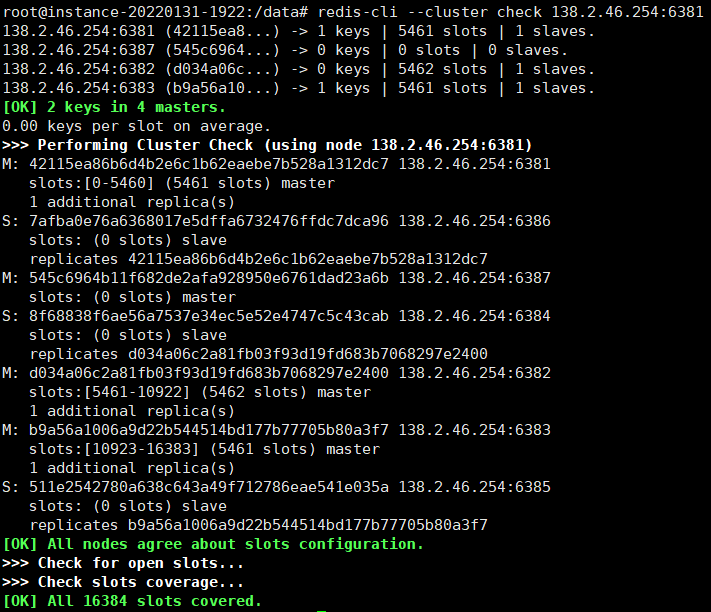 root@instance-20220131-1922:/data# redis-cli --cluster check 138.2.46.254:6381
138.2.46.254:6381 (42115ea8...) -> 1 keys | 5461 slots | 1 slaves.
138.2.46.254:6387 (545c6964...) -> 0 keys | 0 slots | 0 slaves.
138.2.46.254:6382 (d034a06c...) -> 0 keys | 5462 slots | 1 slaves.
138.2.46.254:6383 (b9a56a10...) -> 1 keys | 5461 slots | 1 slaves.
[OK] 2 keys in 4 masters.
0.00 keys per slot on average.
>>> Performing Cluster Check (using node 138.2.46.254:6381)
M: 42115ea86b6d4b2e6c1b62eaebe7b528a1312dc7 138.2.46.254:6381
   slots:[0-5460] (5461 slots) master
   1 additional replica(s)
S: 7afba0e76a6368017e5dffa6732476ffdc7dca96 138.2.46.254:6386
   slots: (0 slots) slave
   replicates 42115ea86b6d4b2e6c1b62eaebe7b528a1312dc7
M: 545c6964b11f682de2afa928950e6761dad23a6b 138.2.46.254:6387
   slots: (0 slots) master
S: 8f68838f6ae56a7537e34ec5e52e4747c5c43cab 138.2.46.254:6384
   slots: (0 slots) slave
   replicates d034a06c2a81fb03f93d19fd683b7068297e2400
M: d034a06c2a81fb03f93d19fd683b7068297e2400 138.2.46.254:6382
   slots:[5461-10922] (5462 slots) master
   1 additional replica(s)
M: b9a56a1006a9d22b544514bd177b77705b80a3f7 138.2.46.254:6383
   slots:[10923-16383] (5461 slots) master
   1 additional replica(s)
S: 511e2542780a638c643a49f712786eae541e035a 138.2.46.254:6385
   slots: (0 slots) slave
   replicates b9a56a1006a9d22b544514bd177b77705b80a3f7
[OK] All nodes agree about slots configuration.
>>> Check for open slots...
>>> Check slots coverage...
[OK] All 16384 slots covered.